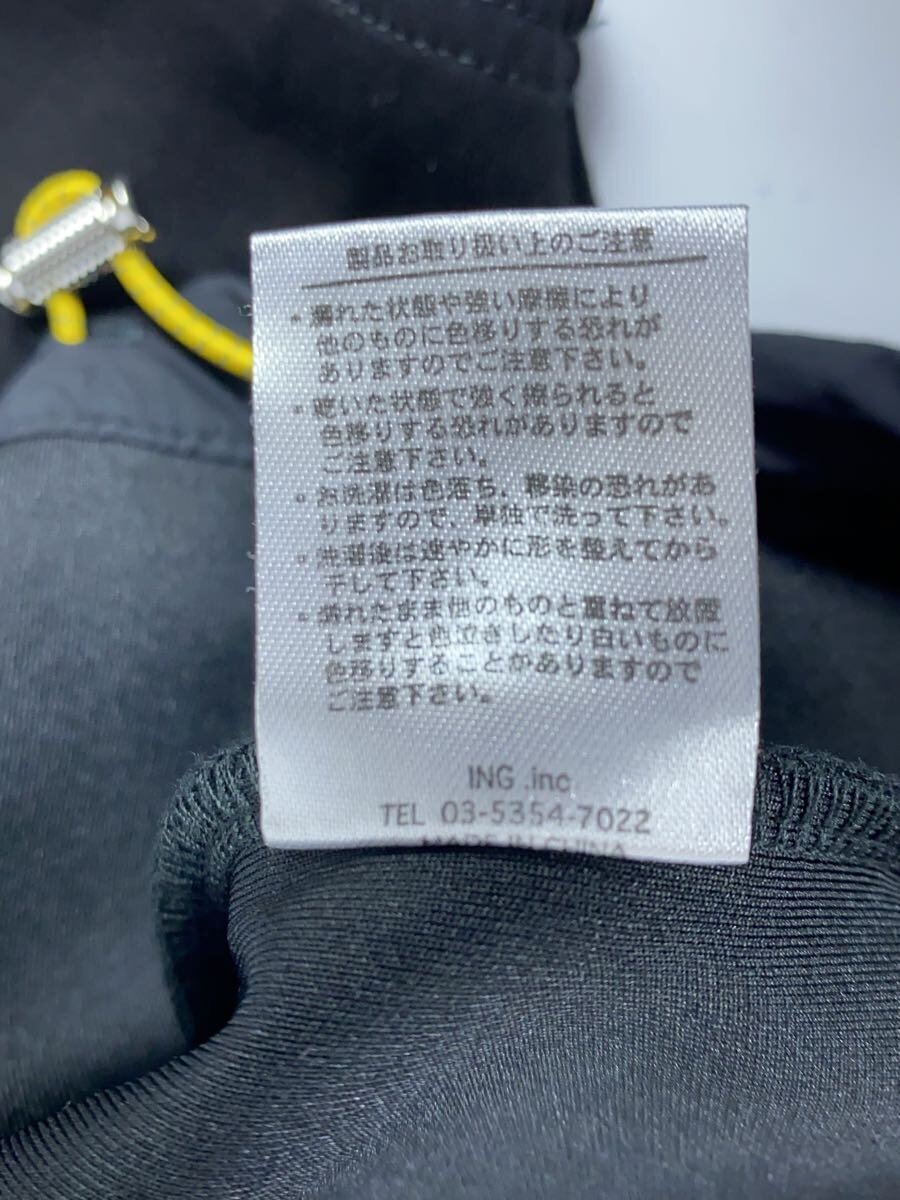 製品お取り扱い上のご注意
・濡れた状態や強い摩擦により
他のものに色移りする恐れが
ありますのでご注意下さい。
・乾いた状態で強く擦られると
色移りする恐れがありますので
ご注意下さい。
・お洗濯は色落ち、移染の恐れがあ
りますので、単独で洗って下さい。
・洗濯後は速やかに形を整えてから
干して下さい。
・濡れたまま他のものと重ねて放置
しますと色泣きしたり白いものに
色移りすることがありますので
ご注意下さい。
ING .inc
TEL 03-5354-7022
MADE IN CHINA